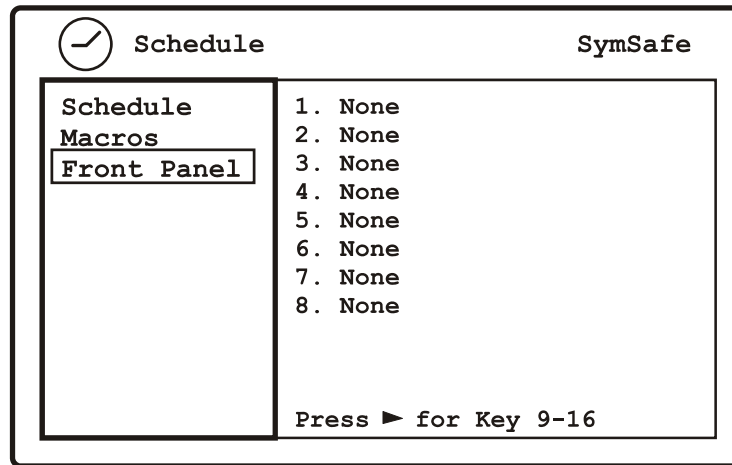 Schedule SymSafe
Schedule
Macros
Front Panel
1. None
2. None
3. None
4. None
5. None
6. None
7. None
8. None
Press ► for Key 9-16